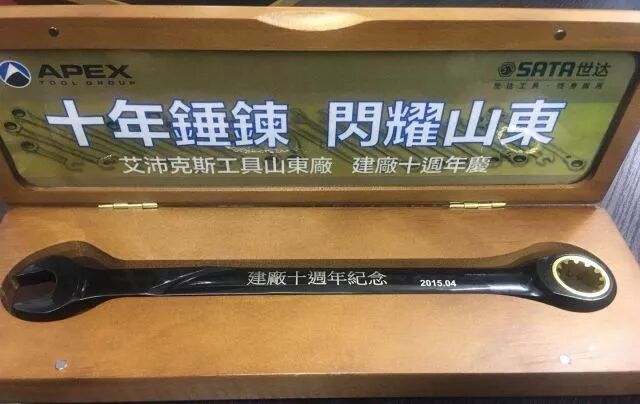 APEX
TOOL GROUP
SATA世达
十年錘鍊 閃耀山東
艾沛克斯工具山東廠 建廠十週年慶
建廠十週年紀念 2015.04